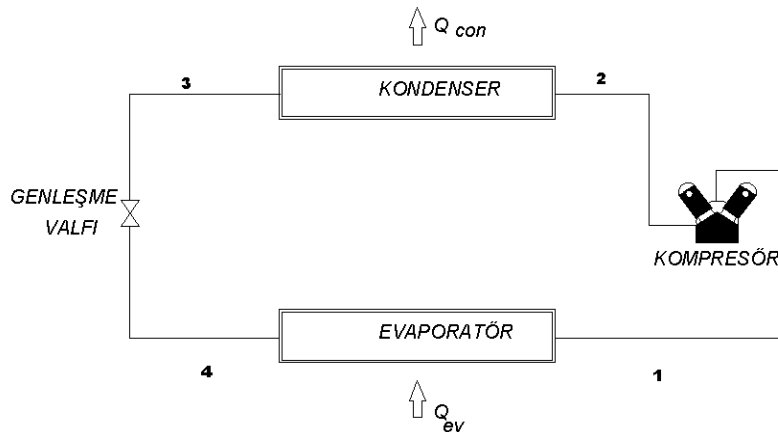 Q con
3
KONDENSER
2
GENLEŞME
VALFI
KOMPRESÖR
EVAPORATÖR
4
1
Q ev